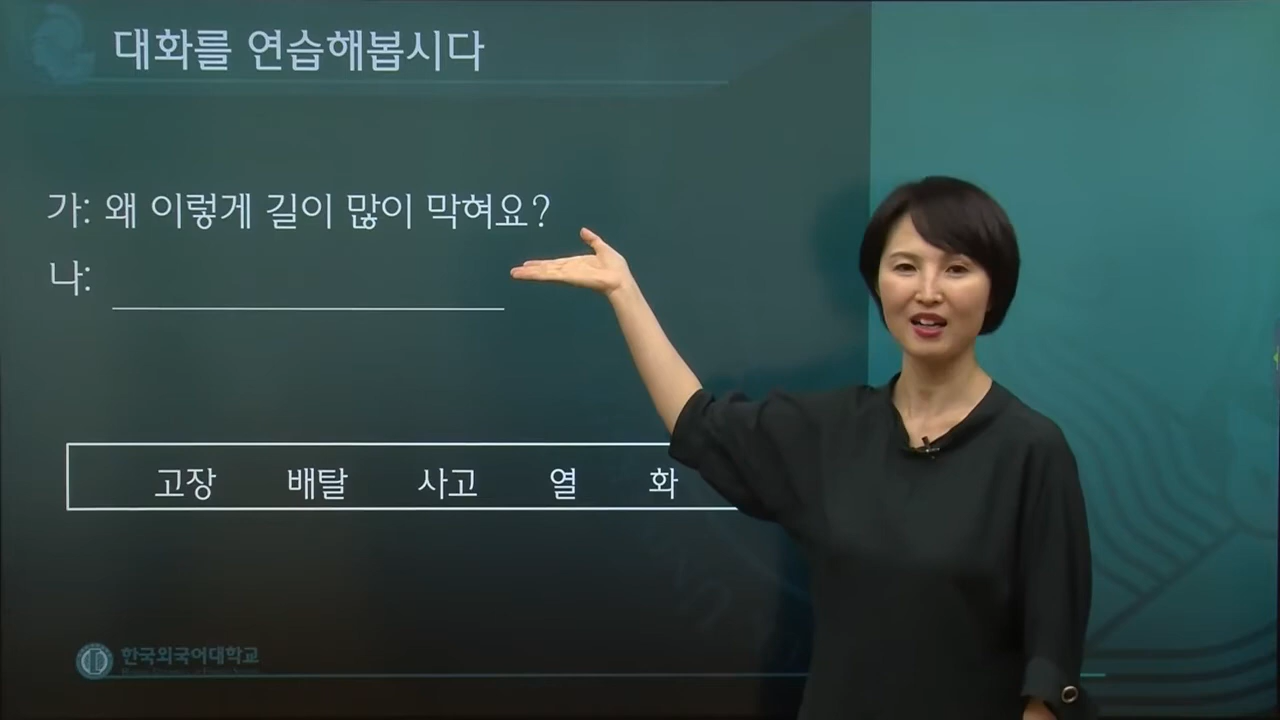 대화를 연습해봅시다
가: 왜 이렇게 길이 많이 막혀요?
나:
고장 배탈 사고 열 화
한국외국어대학교